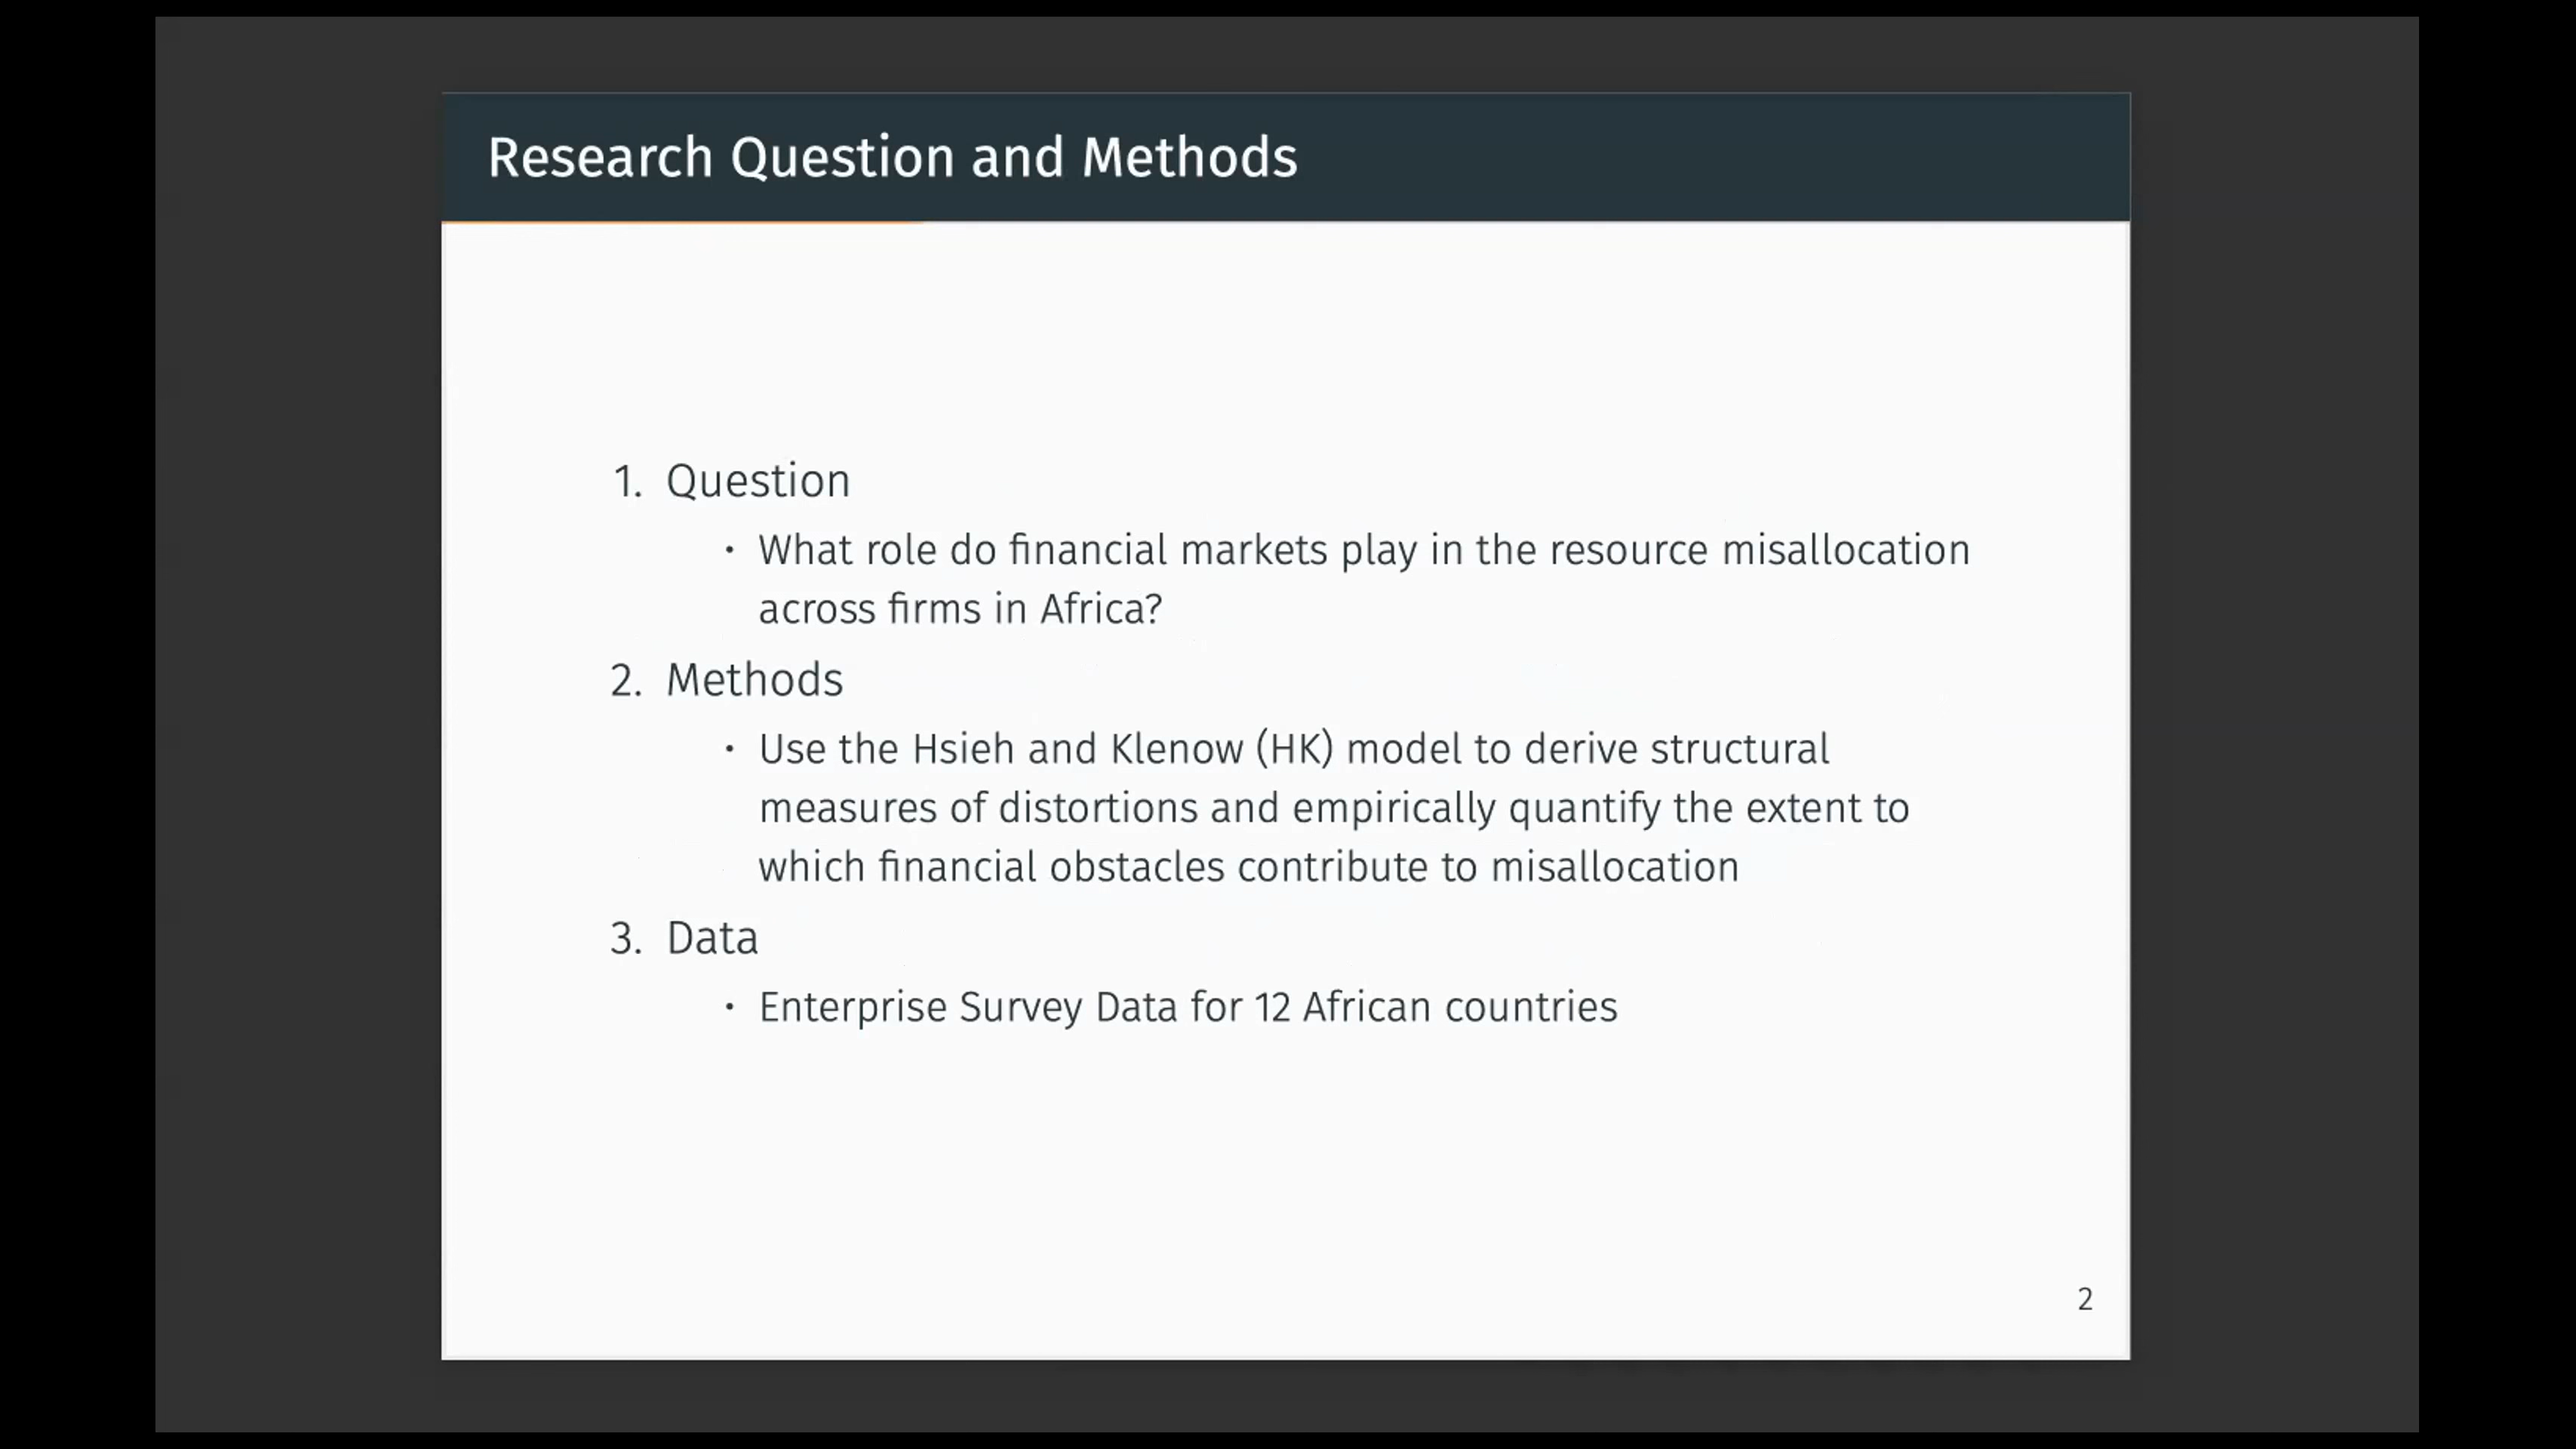 Research Question and Methods
1. Question
• What role do financial markets play in the resource misallocation
across firms in Africa?
2. Methods
• Use the Hsieh and Klenow (HK) model to derive structural
measures of distortions and empirically quantify the extent to
which financial obstacles contribute to misallocation
3. Data
• Enterprise Survey Data for 12 African countries
2